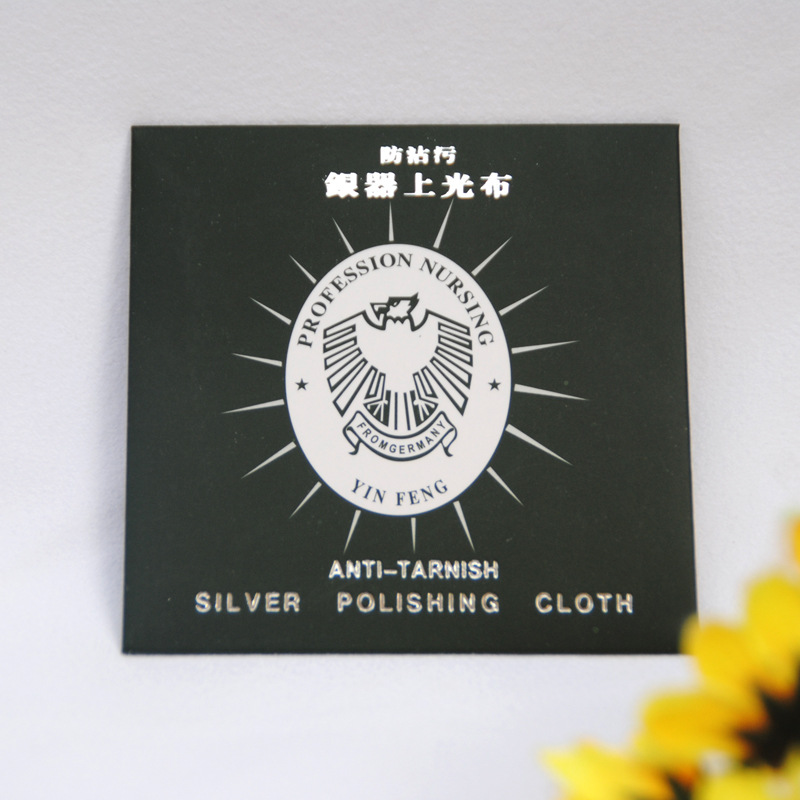 防沾污
銀器上光布
PROFESSION NURSING
FROMGERMANY
YIN FENG
ANTI-TARNISH
SILVER POLISHING CLOTH